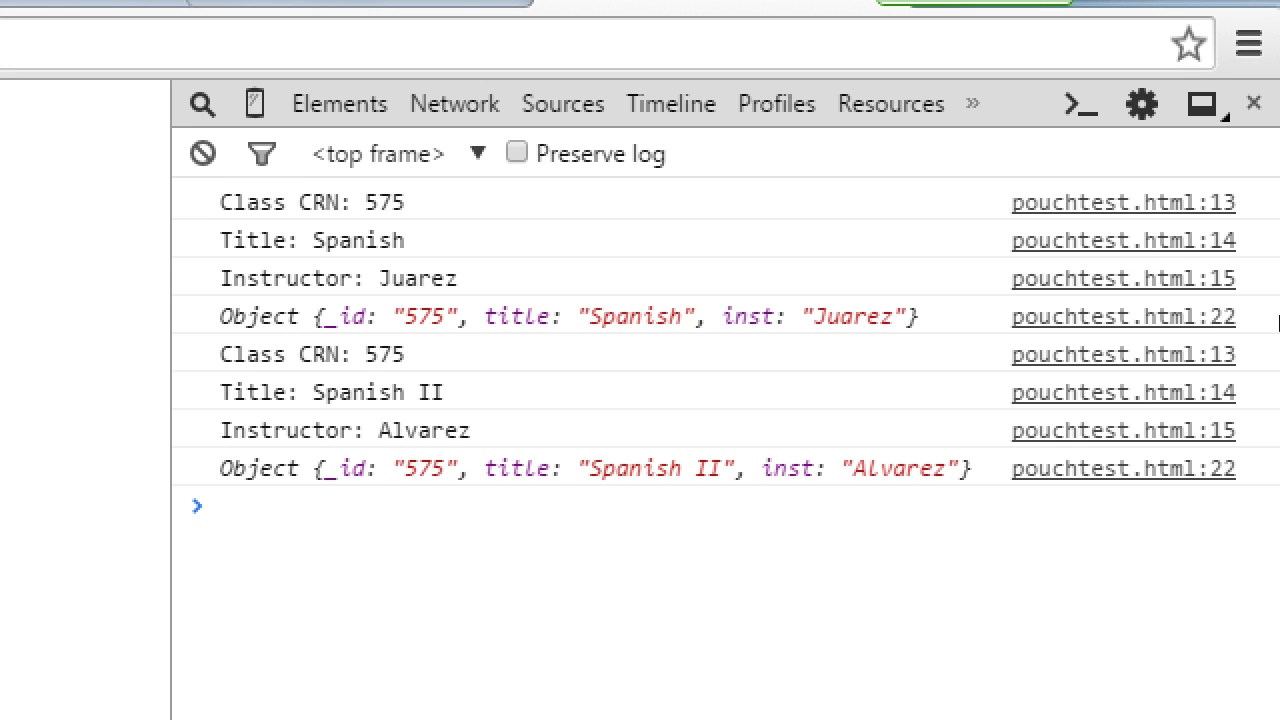 Elements Network Sources Timeline Profiles Resources »
<top frame> ▼ Preserve log
Class CRN: 575 pouchtest.html:13
Title: Spanish pouchtest.html:14
Instructor: Juarez pouchtest.html:15
Object {_id: "575", title: "Spanish", inst: "Juarez"} pouchtest.html:22
Class CRN: 575 pouchtest.html:13
Title: Spanish II pouchtest.html:14
Instructor: Alvarez pouchtest.html:15
Object {_id: "575", title: "Spanish II", inst: "Alvarez"} pouchtest.html:22